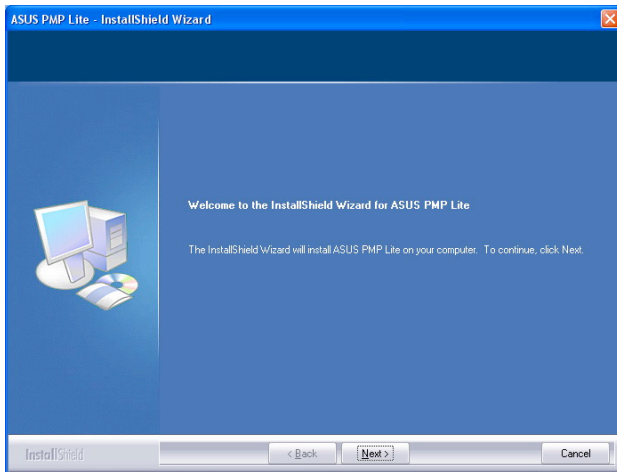 ASUS PMP Lite - InstallShield Wizard
Welcome to the InstallShield Wizard for ASUS PMP Lite
The InstallShield Wizard will install ASUS PMP Lite on your computer. To continue, click Next.
InstallShield
< Back Next > Cancel